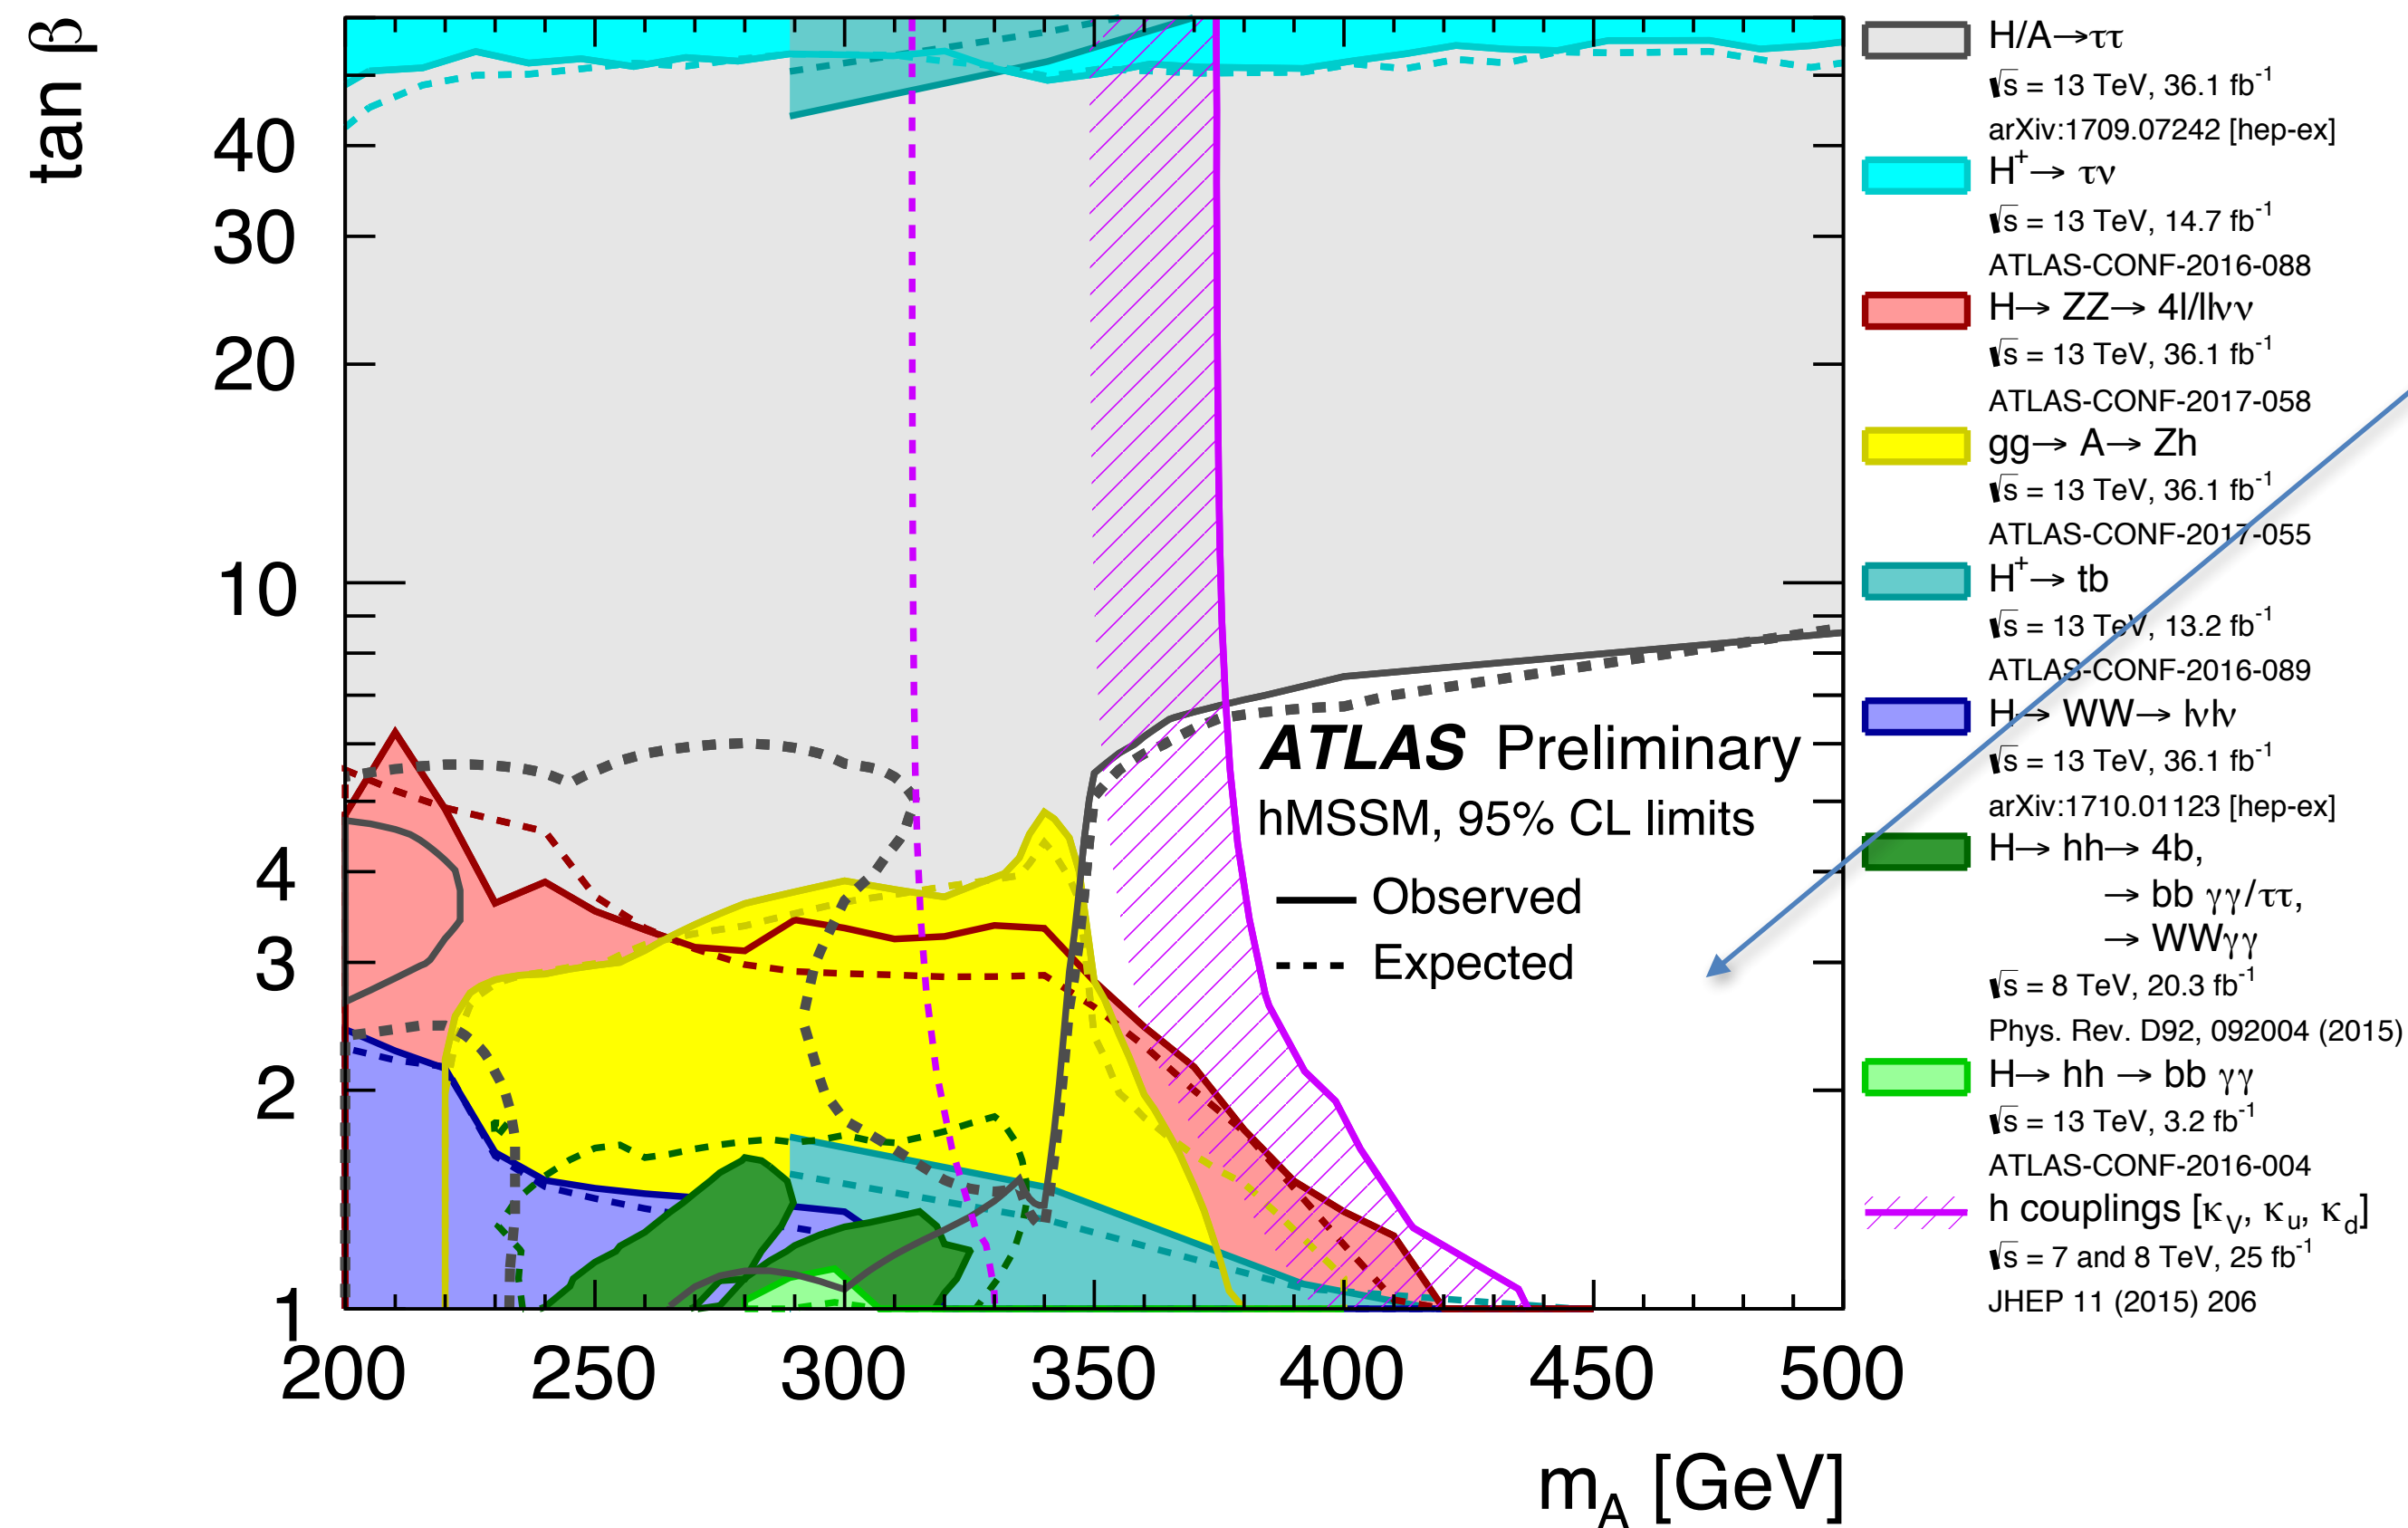 tan β
40
30
20
10
4
3
2
1
200 250 300 350 400 450 500
m_A [GeV]
ATLAS Preliminary
hMSSM, 95% CL limits
Observed
Expected
H/A→ττ
√s = 13 TeV, 36.1 fb⁻¹
arXiv:1709.07242 [hep-ex]
H⁺→ τν
√s = 13 TeV, 14.7 fb⁻¹
ATLAS-CONF-2016-088
H→ ZZ→ 4l/llνν
√s = 13 TeV, 36.1 fb⁻¹
ATLAS-CONF-2017-058
gg→ A→ Zh
√s = 13 TeV, 36.1 fb⁻¹
ATLAS-CONF-2017-055
H⁺→ tb
√s = 13 TeV, 13.2 fb⁻¹
ATLAS-CONF-2016-089
H→ WW→ lνlν
√s = 13 TeV, 36.1 fb⁻¹
arXiv:1710.01123 [hep-ex]
H→ hh→ 4b,
→ bb γγ/ττ,
→ WWγγ
√s = 8 TeV, 20.3 fb⁻¹
Phys. Rev. D92, 092004 (2015)
H→ hh → bb γγ
√s = 13 TeV, 3.2 fb⁻¹
ATLAS-CONF-2016-004
h couplings [κ_V, κ_u, κ_d]
√s = 7 and 8 TeV, 25 fb⁻¹
JHEP 11 (2015) 206